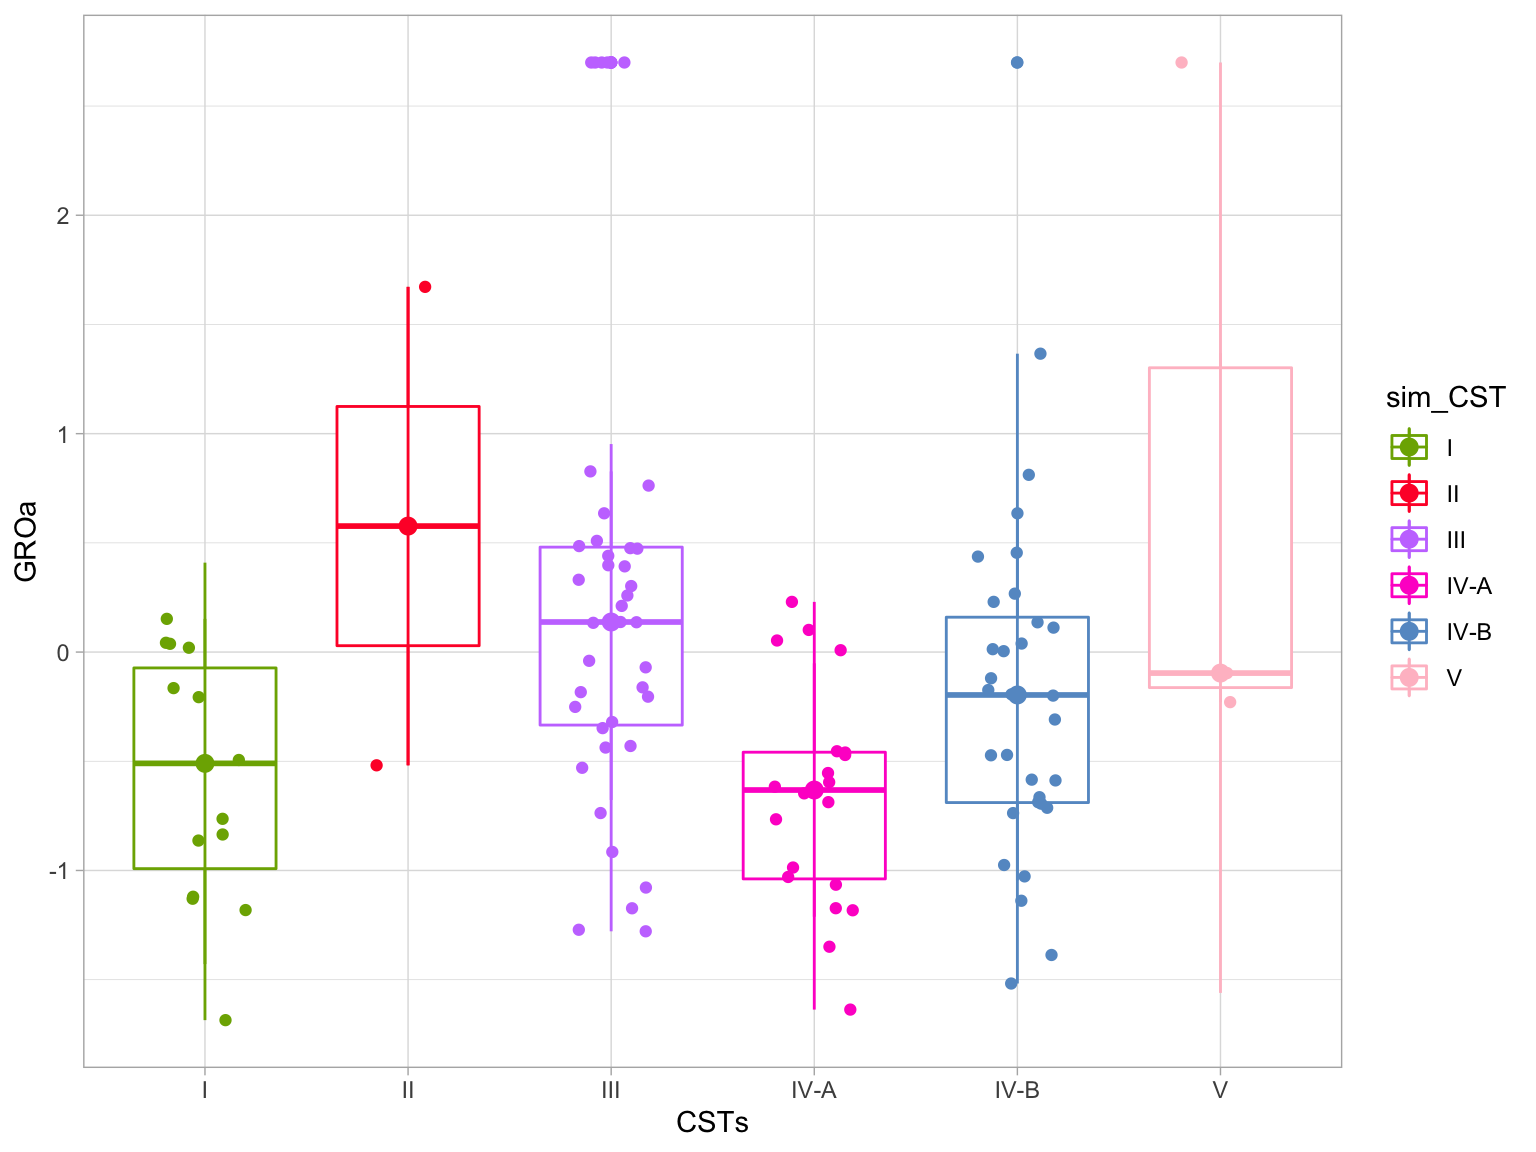 GROa
2
1
0
-1
I II III IV-A IV-B V
CSTs
sim_CST
I
II
III
IV-A
IV-B
V